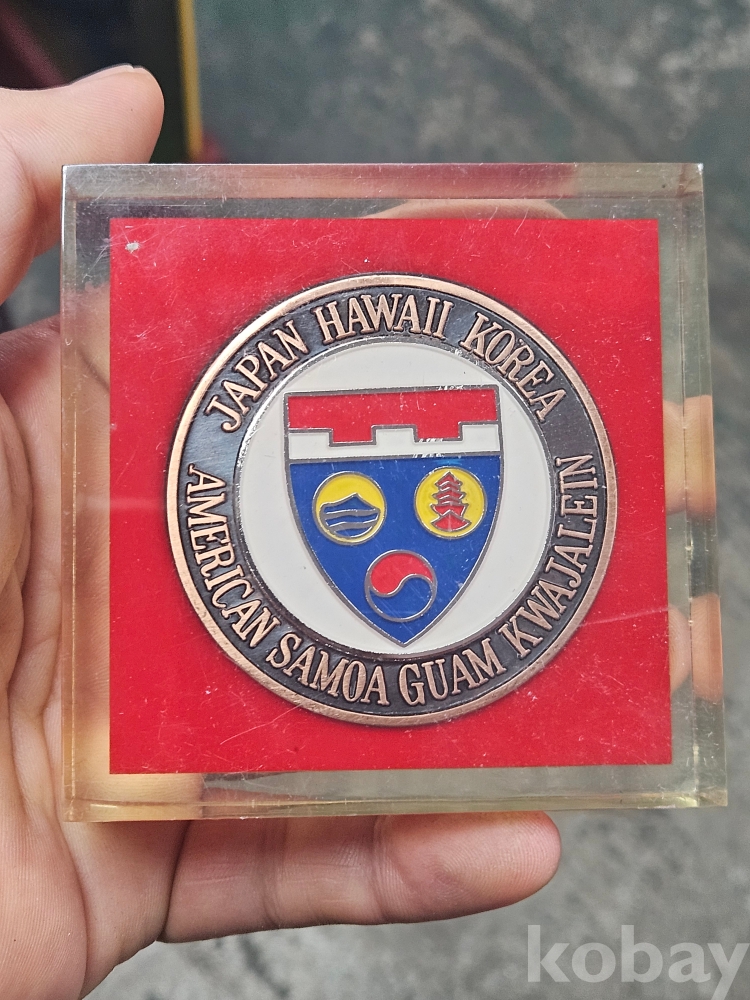 JAPAN HAWAII KOREA
AMERICAN SAMOA GUAM KWAJALEIN
kobay